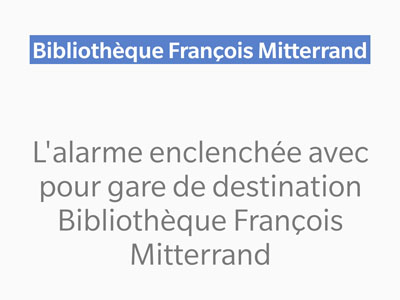 Bibliothèque François Mitterrand
L'alarme enclenchée avec
pour gare de destination
Bibliothèque François
Mitterrand